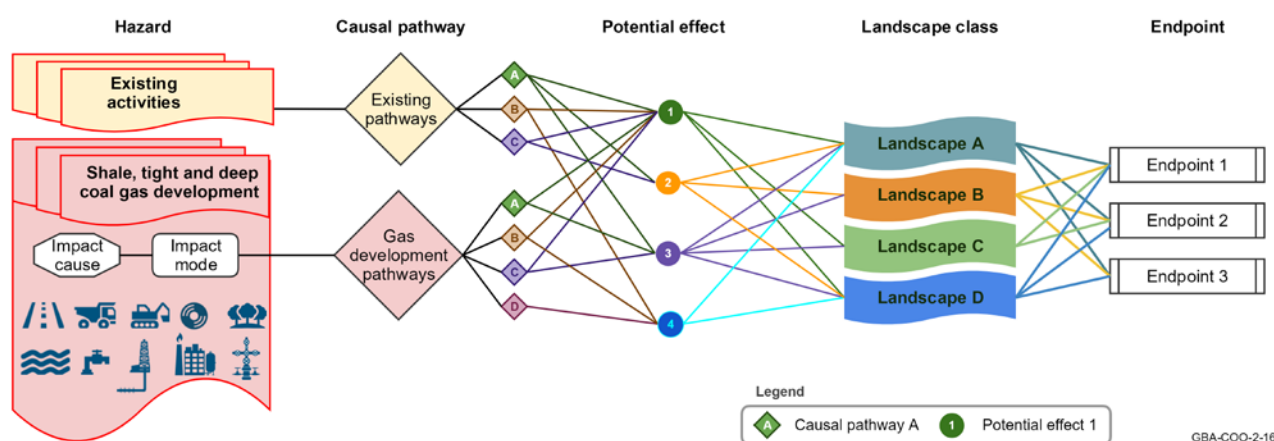 Hazard
Causal pathway
Potential effect
Landscape class
Endpoint
Existing
activities
Existing
pathways
A
B
C
1
2
3
4
Shale, tight and deep
coal gas development
Impact
cause
Impact
mode
Gas
development
pathways
A
B
C
D
Landscape A
Landscape B
Landscape C
Landscape D
Endpoint 1
Endpoint 2
Endpoint 3
Legend
A Causal pathway A
1 Potential effect 1
GBA-COO-2-16